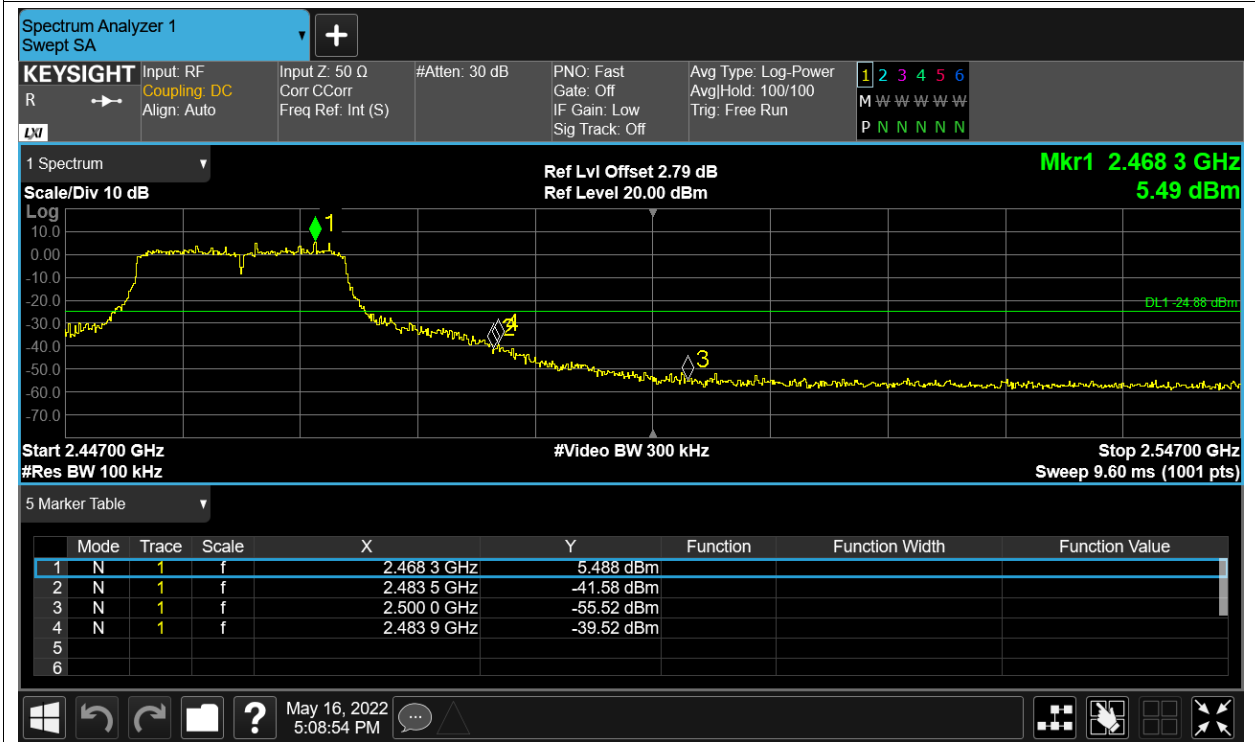 Spectrum Analyzer 1
Swept SA
+
KEYSIGHT
R
LXI
Input: RF
Coupling: DC
Align: Auto
Input Z: 50 Ω
Corr CCorr
Freq Ref: Int (S)
#Atten: 30 dB
PNO: Fast
Gate: Off
IF Gain: Low
Sig Track: Off
Avg Type: Log-Power
Avg|Hold: 100/100
Trig: Free Run
1 2 3 4 5 6
M W W W W W
P N N N N N
1 Spectrum
Scale/Div 10 dB
Ref Lvl Offset 2.79 dB
Ref Level 20.00 dBm
Mkr1 2.468 3 GHz
5.49 dBm
Log
10.0
0.00
-10.0
-20.0
-30.0
-40.0
-50.0
-60.0
-70.0
1
2
4
3
DL1 -24.88 dBm
Start 2.44700 GHz
#Res BW 100 kHz
#Video BW 300 kHz
Stop 2.54700 GHz
Sweep 9.60 ms (1001 pts)
5 Marker Table
Mode Trace Scale X Y Function Function Width Function Value
1 N 1 f 2.468 3 GHz 5.488 dBm
2 N 1 f 2.483 5 GHz -41.58 dBm
3 N 1 f 2.500 0 GHz -55.52 dBm
4 N 1 f 2.483 9 GHz -39.52 dBm
5
6
?
May 16, 2022
5:08:54 PM